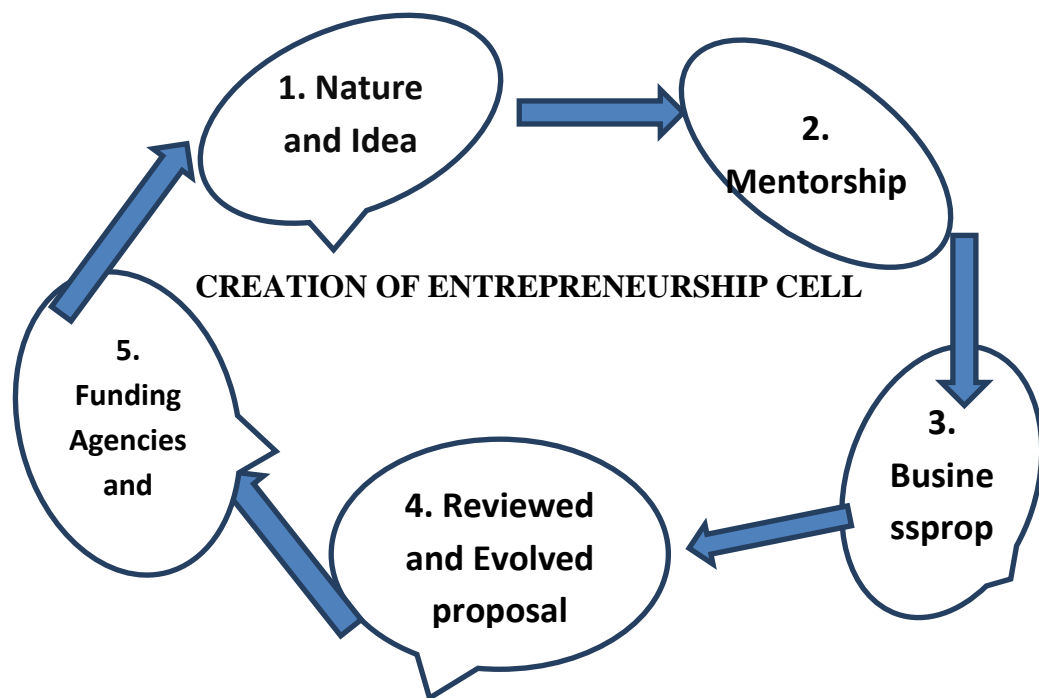 1. Nature
and Idea
2.
Mentorship
CREATION OF ENTREPRENEURSHIP CELL
3.
Busine
ssprop
4. Reviewed
and Evolved
proposal
5.
Funding
Agencies
and